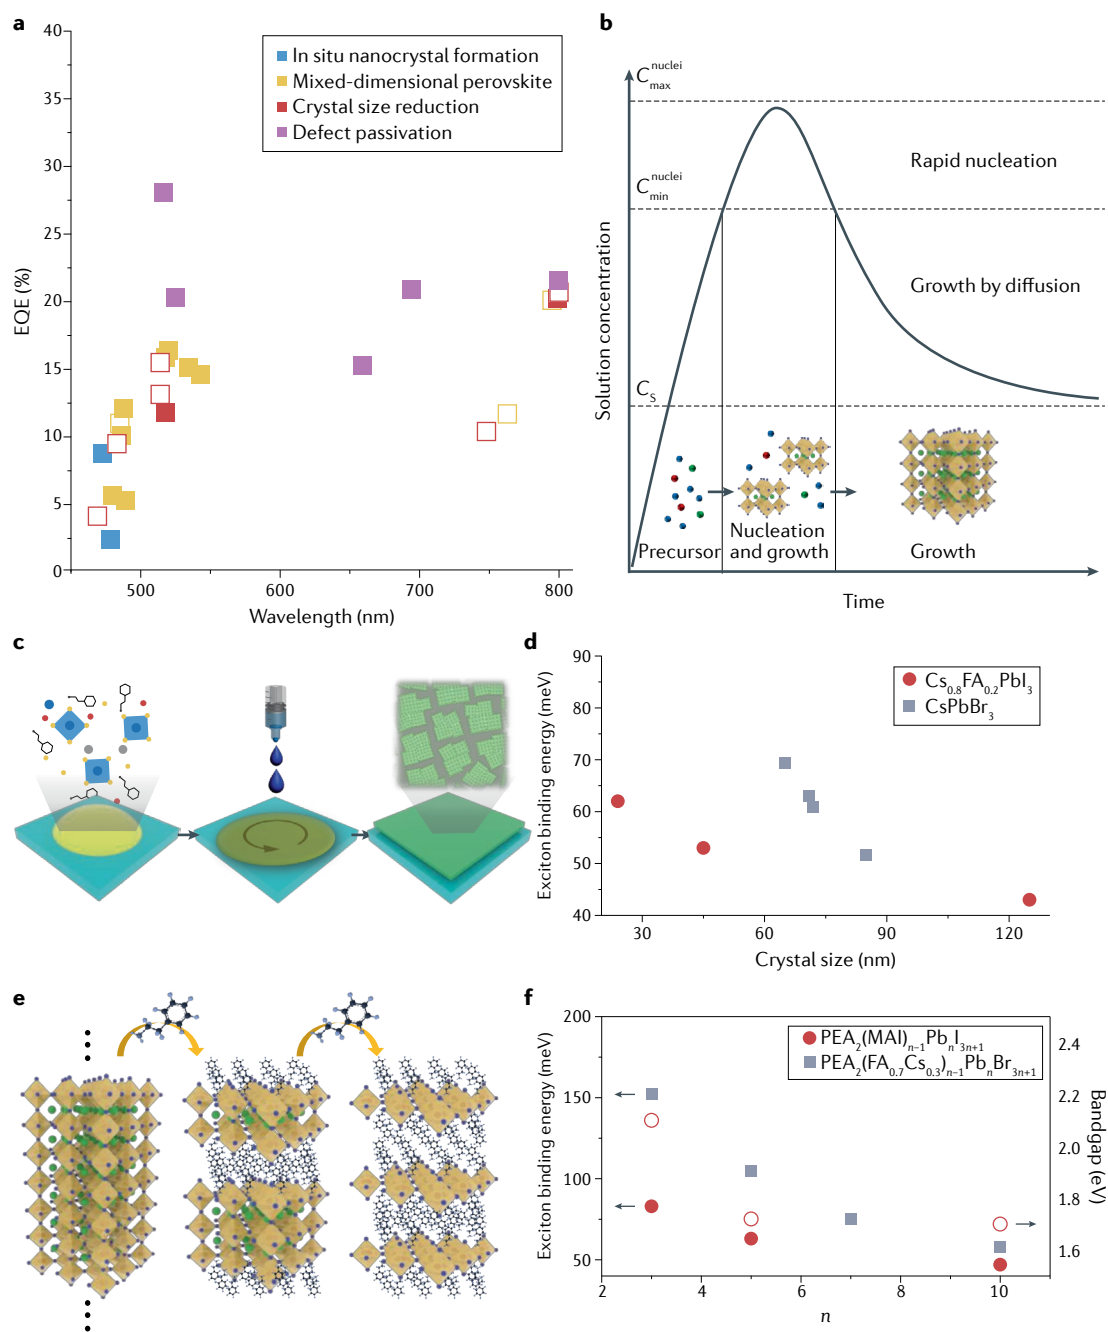 a
40
35
30
25
20
15
10
5
0
EQE (%)
500
600
700
800
Wavelength (nm)
In situ nanocrystal formation
Mixed-dimensional perovskite
Crystal size reduction
Defect passivation
b
C_max^nuclei
C_min^nuclei
C_S
Solution concentration
Rapid nucleation
Growth by diffusion
Precursor
Nucleation
and growth
Growth
Time
c
d
90
80
70
60
50
40
Exciton binding energy (meV)
30
60
90
120
Crystal size (nm)
Cs₀.₈FA₀.₂PbI₃
CsPbBr₃
e
f
200
150
100
50
Exciton binding energy (meV)
2
4
6
8
10
n
2.4
2.2
2.0
1.8
1.6
Bandgap (eV)
PEA₂(MAI)ₙ₋₁PbₙI₃ₙ₊₁
PEA₂(FA₀.₇Cs₀.₃)ₙ₋₁PbₙBr₃ₙ₊₁